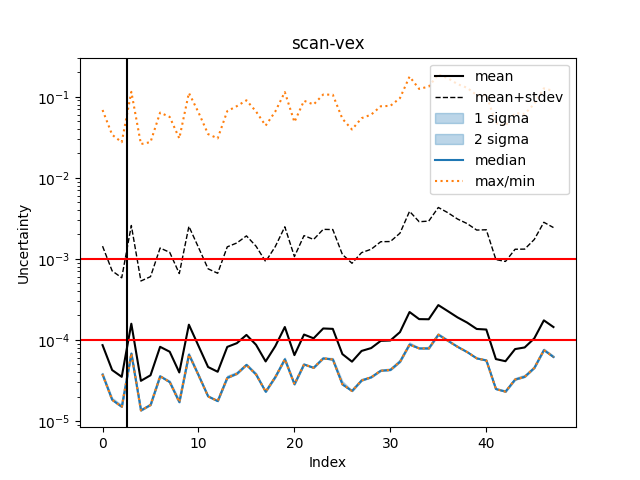 scan-vex
mean
mean+stdev
1 sigma
2 sigma
median
max/min
10⁻¹
10⁻²
10⁻³
10⁻⁴
10⁻⁵
Uncertainty
0 10 20 30 40
Index